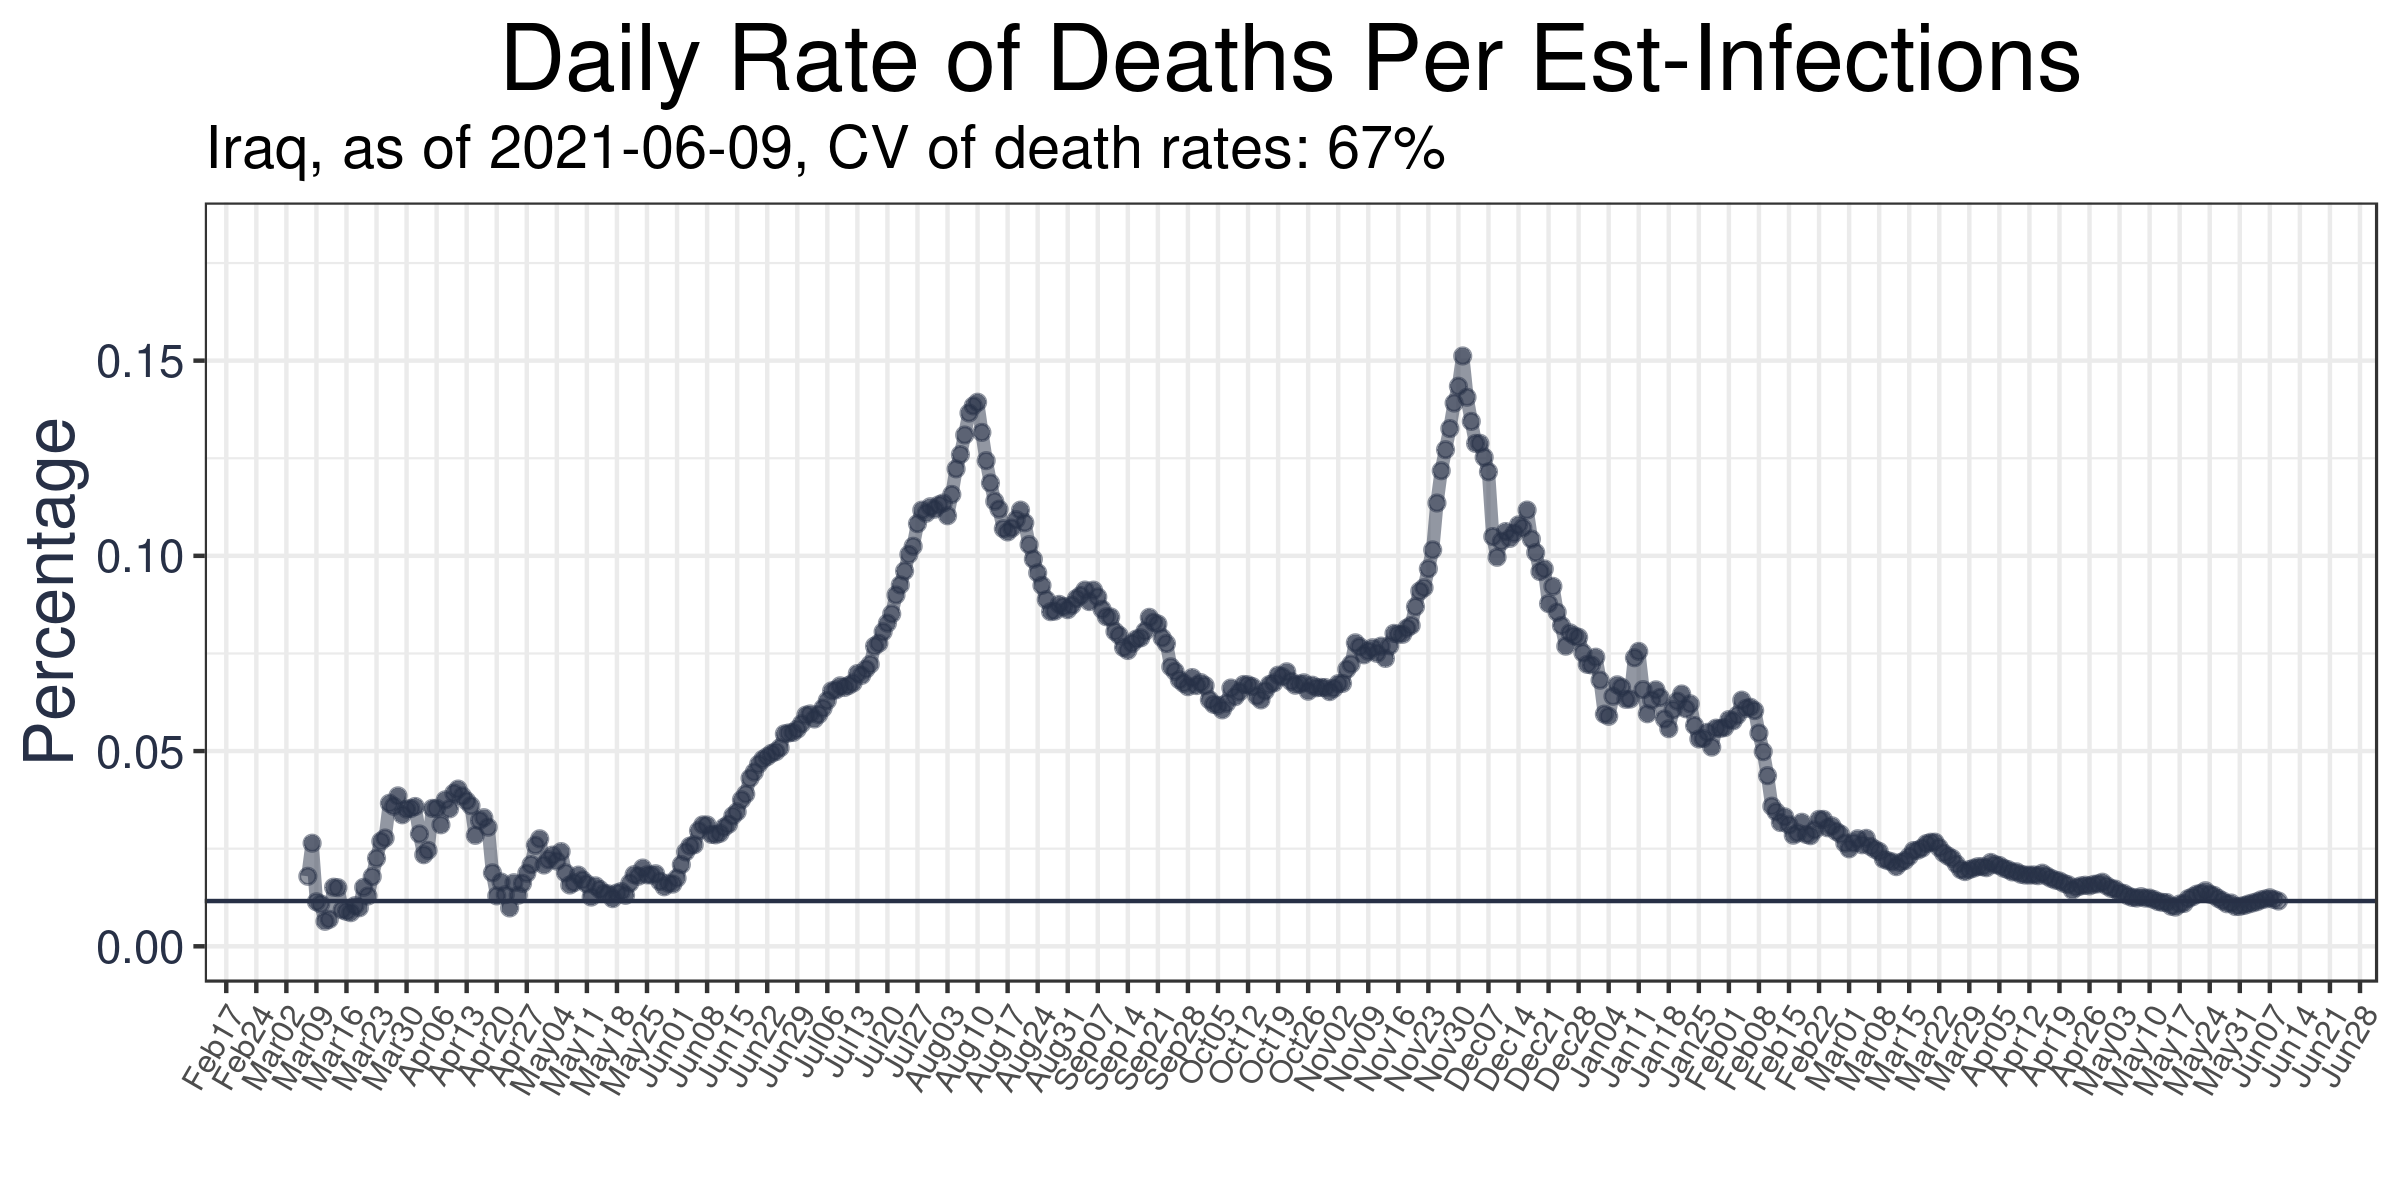 Daily Rate of Deaths Per Est-Infections
Iraq, as of 2021-06-09, CV of death rates: 67%
Percentage
0.15
0.10
0.05
0.00
Feb17
Feb24
Mar02
Mar09
Mar16
Mar23
Mar30
Apr06
Apr13
Apr20
Apr27
May04
May11
May18
May25
Jun01
Jun08
Jun15
Jun22
Jun29
Jul06
Jul13
Jul20
Jul27
Aug03
Aug10
Aug17
Aug24
Aug31
Sep07
Sep14
Sep21
Sep28
Oct05
Oct12
Oct19
Oct26
Nov02
Nov09
Nov16
Nov23
Nov30
Dec07
Dec14
Dec21
Dec28
Jan04
Jan11
Jan18
Jan25
Feb01
Feb08
Feb15
Feb22
Mar01
Mar08
Mar15
Mar22
Mar29
Apr05
Apr12
Apr19
Apr26
May03
May10
May17
May24
May31
Jun07
Jun14
Jun21
Jun28